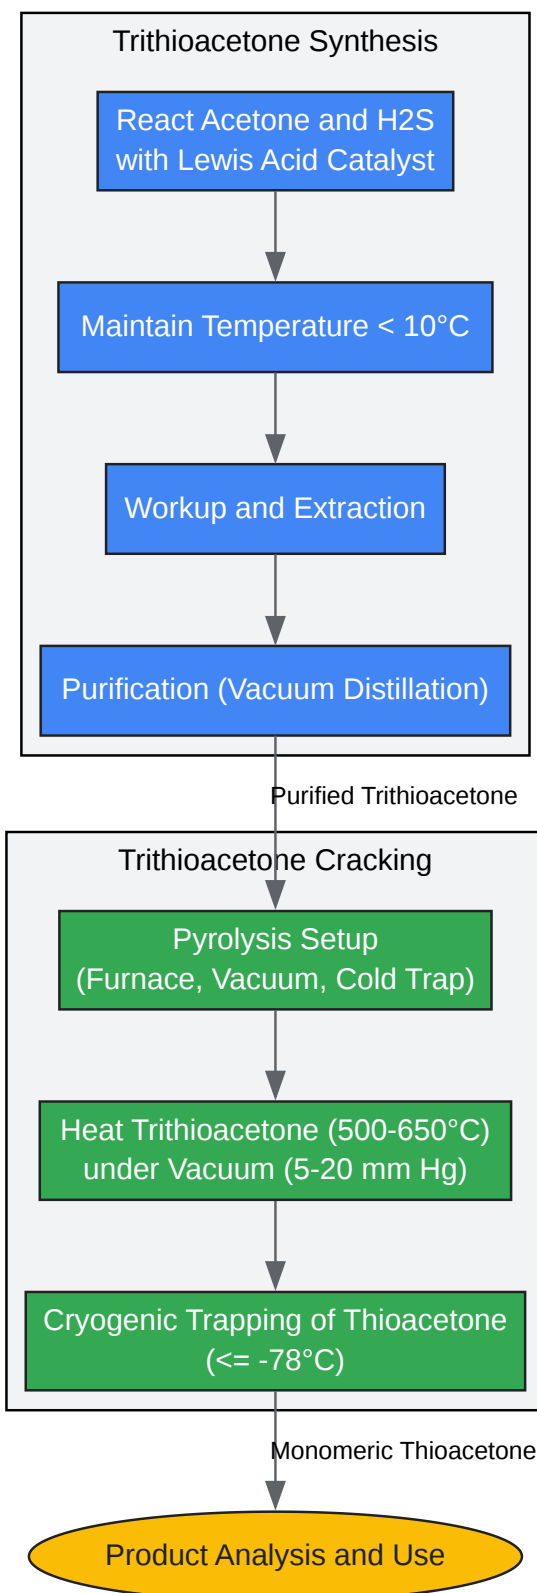 Trithioacetone Synthesis
React Acetone and H2S
with Lewis Acid Catalyst
Maintain Temperature < 10°C
Workup and Extraction
Purification (Vacuum Distillation)
Purified Trithioacetone
Trithioacetone Cracking
Pyrolysis Setup
(Furnace, Vacuum, Cold Trap)
Heat Trithioacetone (500-650°C)
under Vacuum (5-20 mm Hg)
Cryogenic Trapping of Thioacetone
(<= -78°C)
Monomeric Thioacetone
Product Analysis and Use